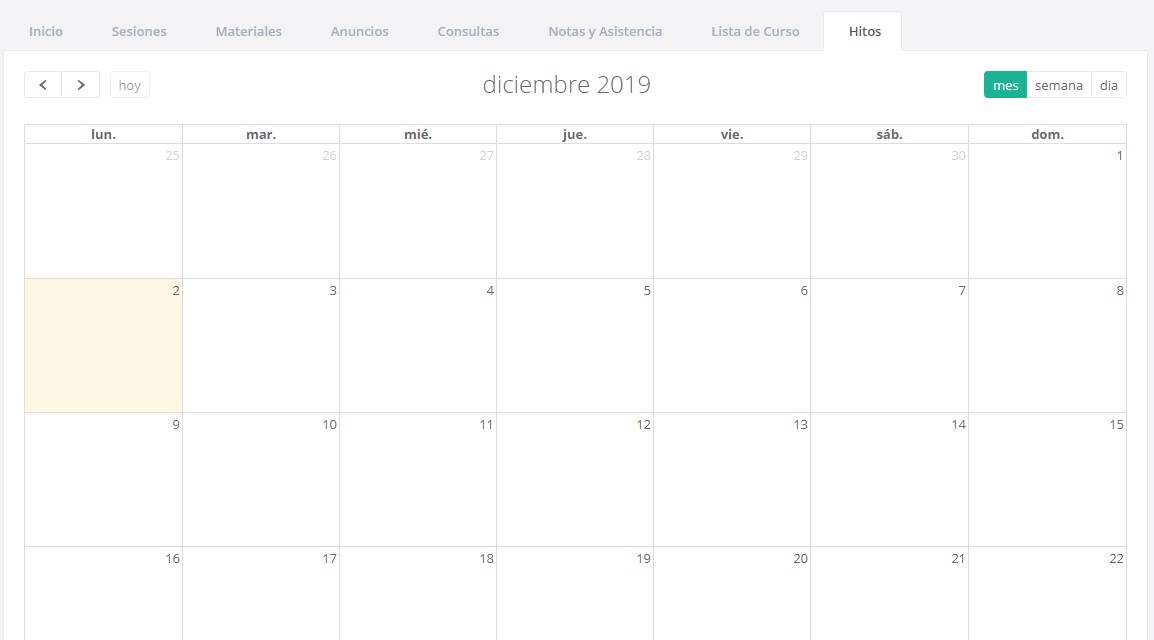 Inicio Sesiones Materiales Anuncios Consultas Notas y Asistencia Lista de Curso Hitos
hoy diciembre 2019 mes semana dia
lun. mar. mié. jue. vie. sáb. dom.
25 26 27 28 29 30 1
2 3 4 5 6 7 8
9 10 11 12 13 14 15
16 17 18 19 20 21 22